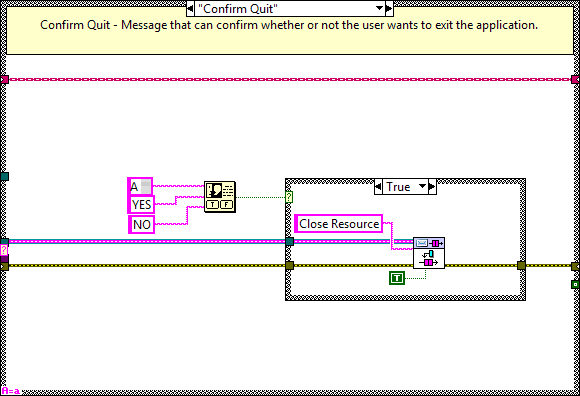 "Confirm Quit"
Confirm Quit - Message that can confirm whether or not the user wants to exit the application.
A
YES
NO
T F
?
True
Close Resource
?
T
A=a